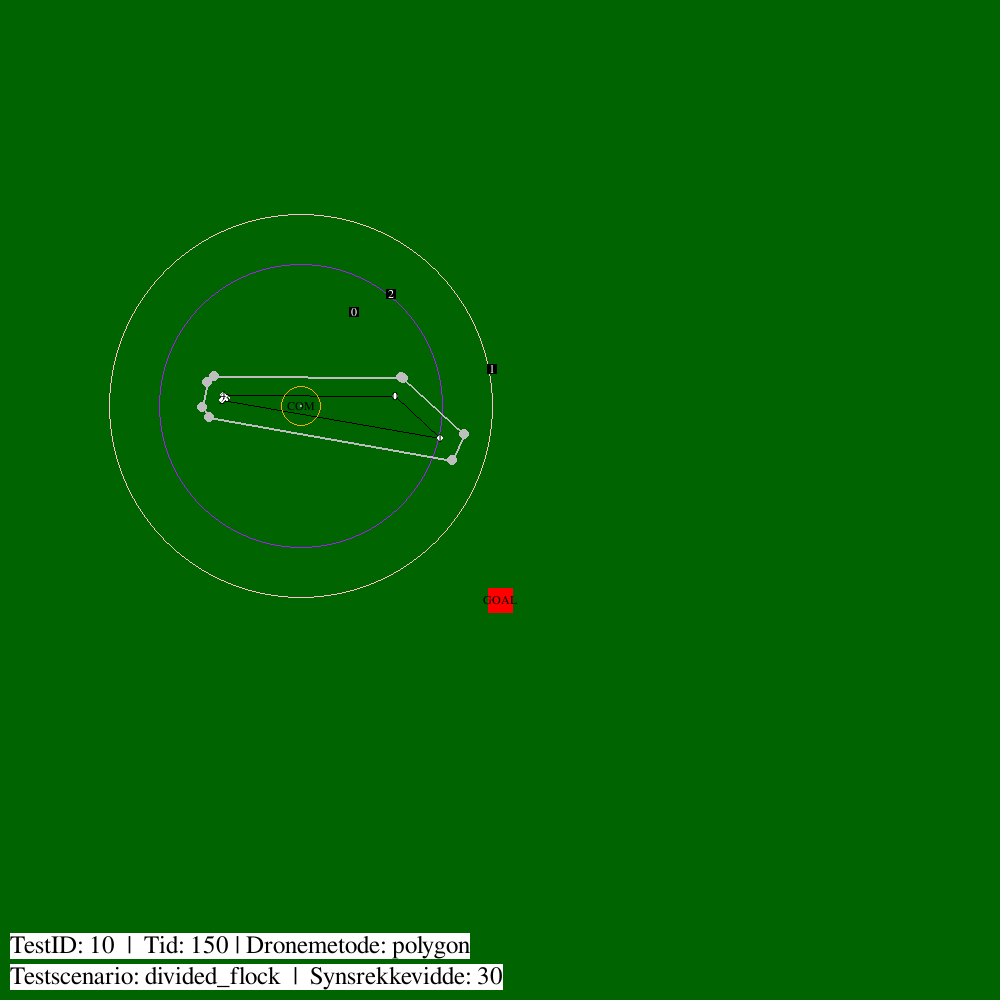 2
0
1
COM
GOAL
TestID: 10 | Tid: 150 | Dronemetode: polygon
Testscenario: divided_flock | Synsrekkevidde: 30